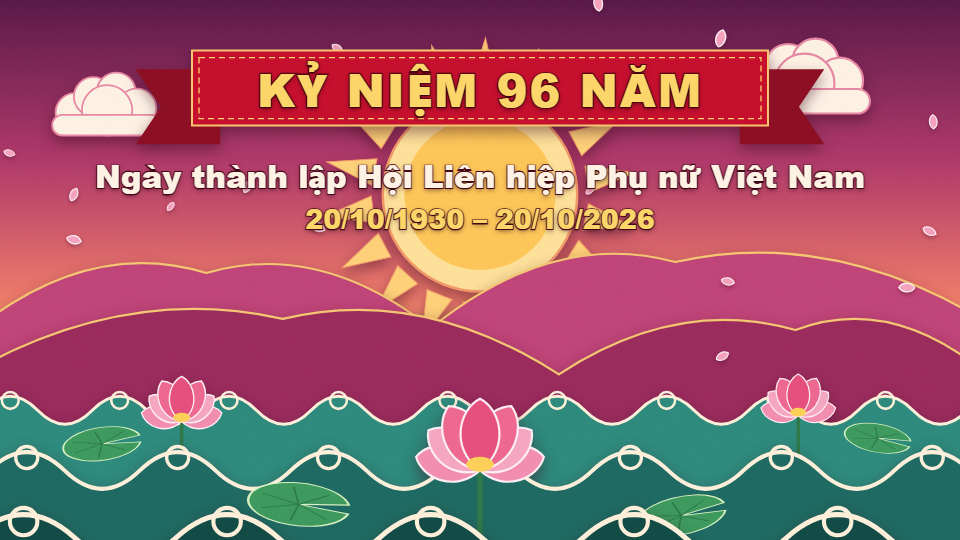 KỶ NIỆM 96 NĂM
Ngày thành lập Hội Liên hiệp Phụ nữ Việt Nam
20/10/1930 – 20/10/2026